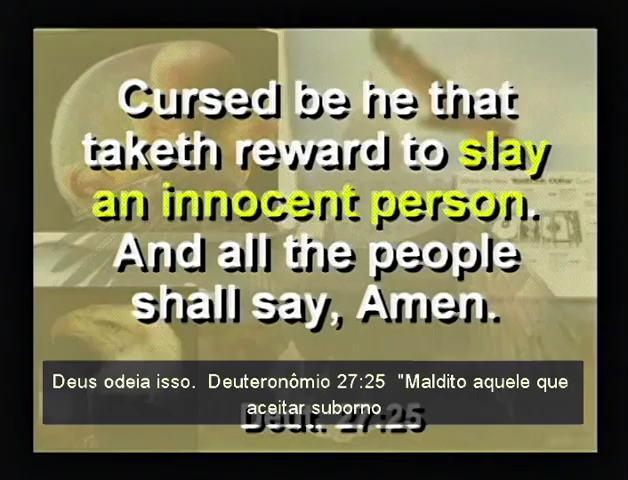 Cursed be he that
taketh reward to slay
an innocent person.
And all the people
shall say, Amen.
Deus odeia isso.  Deuteronômio 27:25  "Maldito aquele que
aceitar suborno
Deut. 27:25